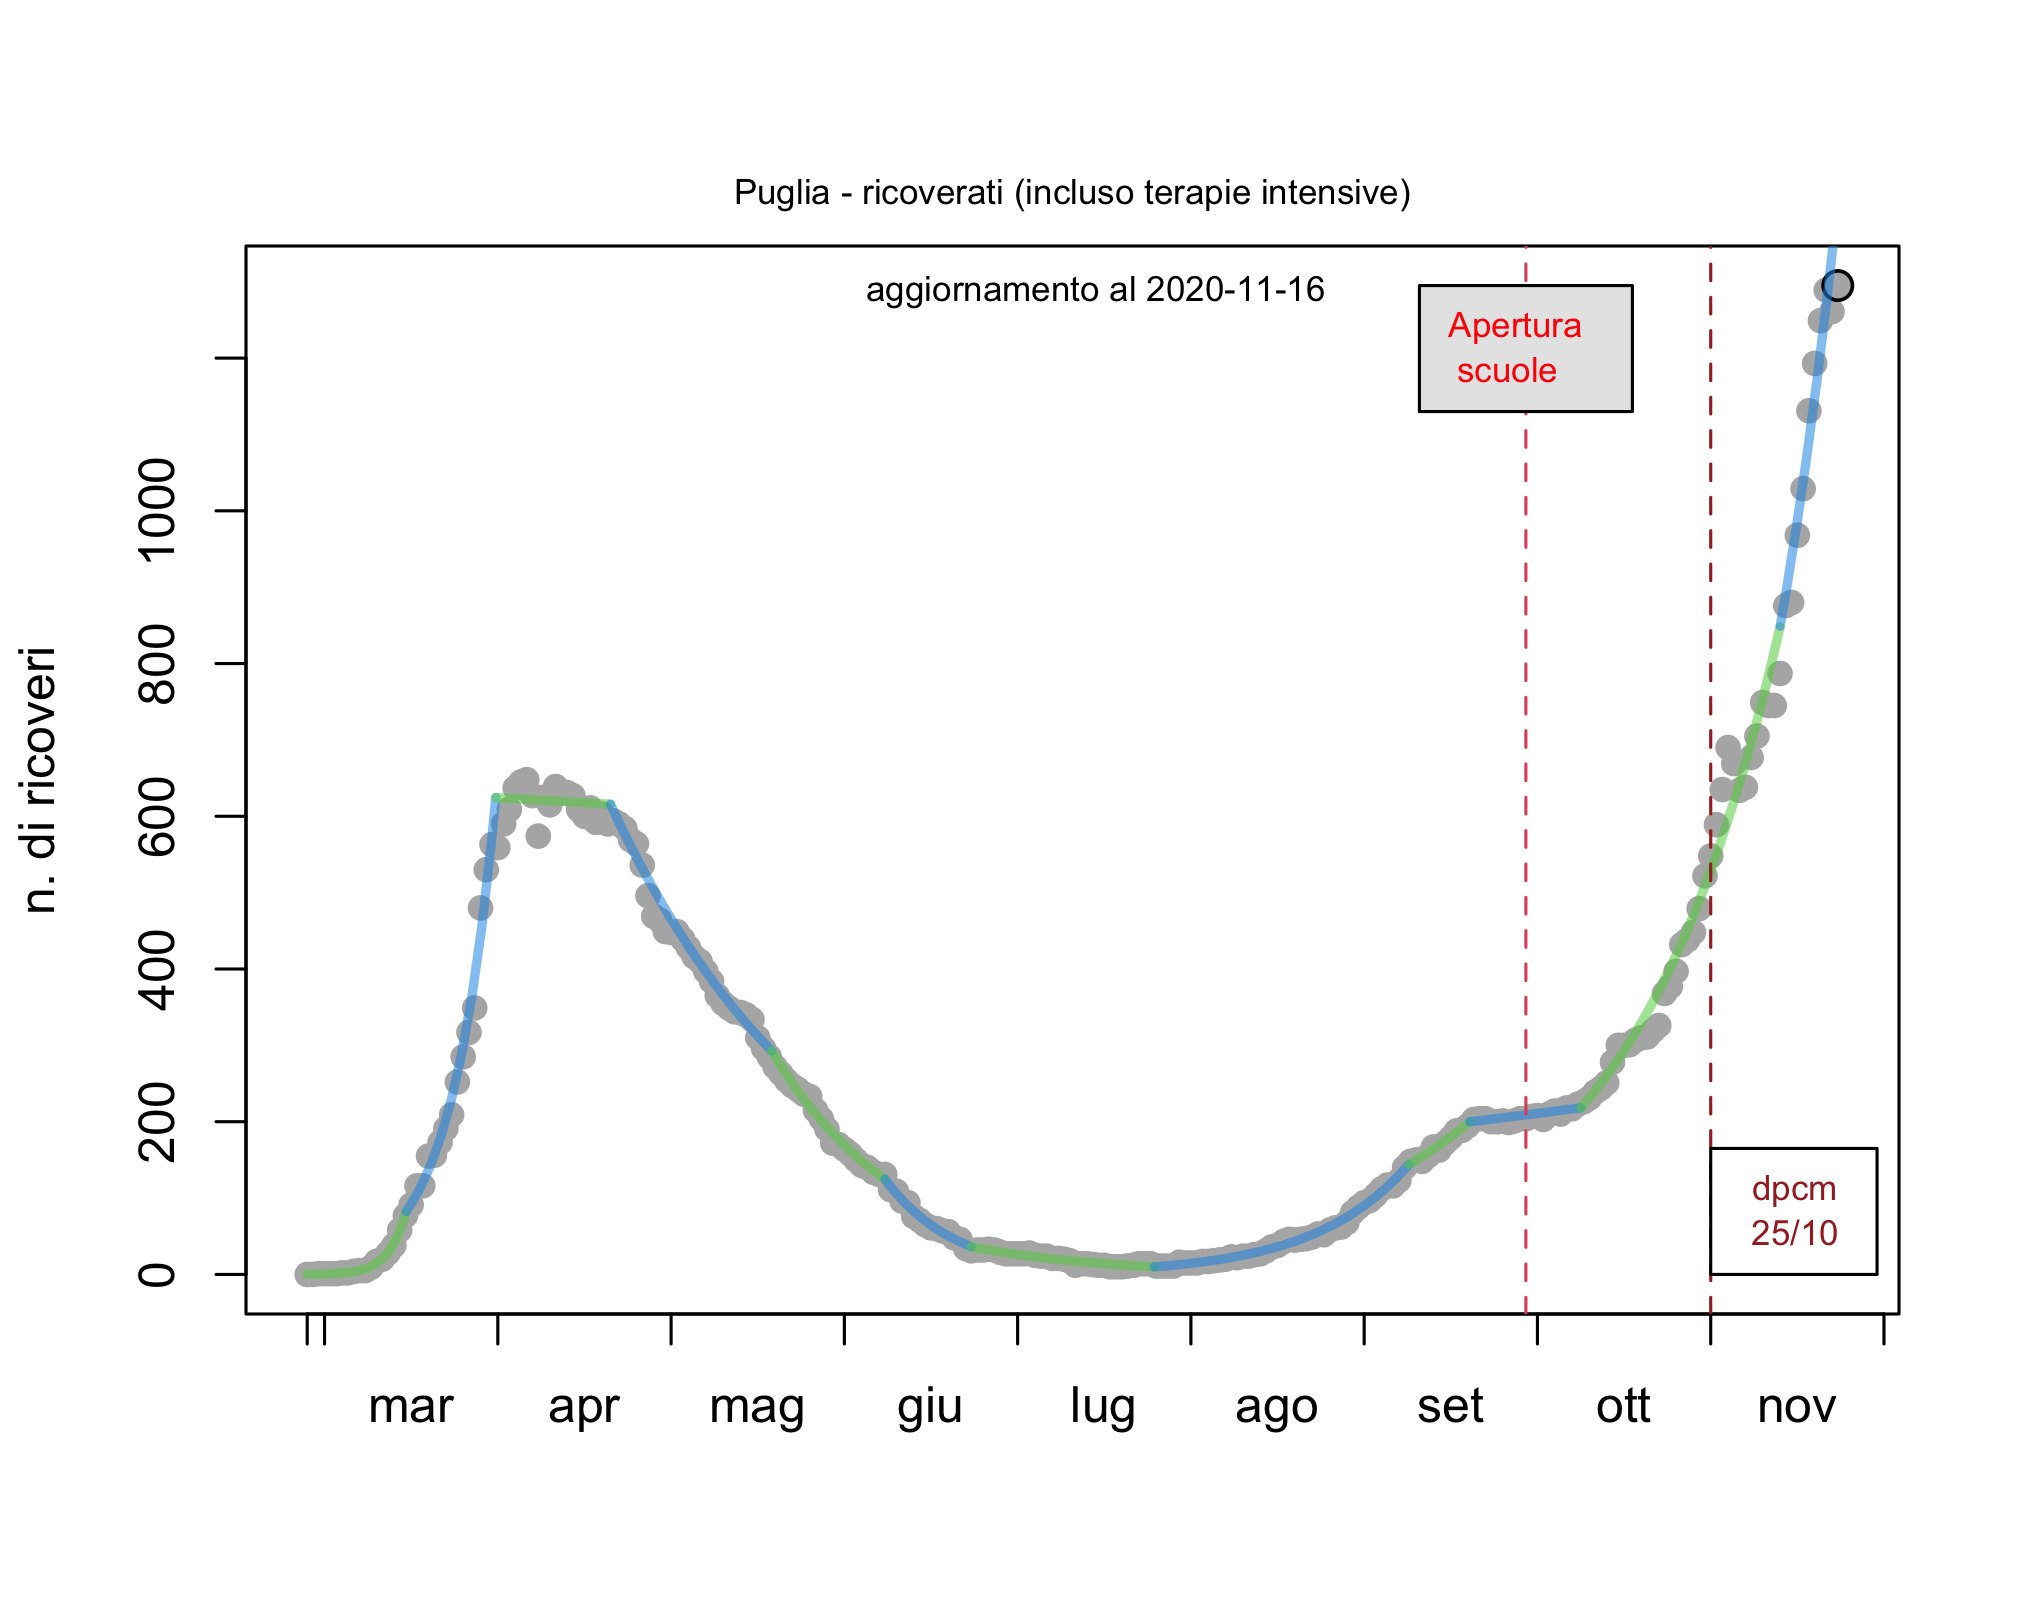 Puglia - ricoverati (incluso terapie intensive)
aggiornamento al 2020-11-16
Apertura
scuole
n. di ricoveri
1000
800
600
400
200
0
dpcm
25/10
mar apr mag giu lug ago set ott nov